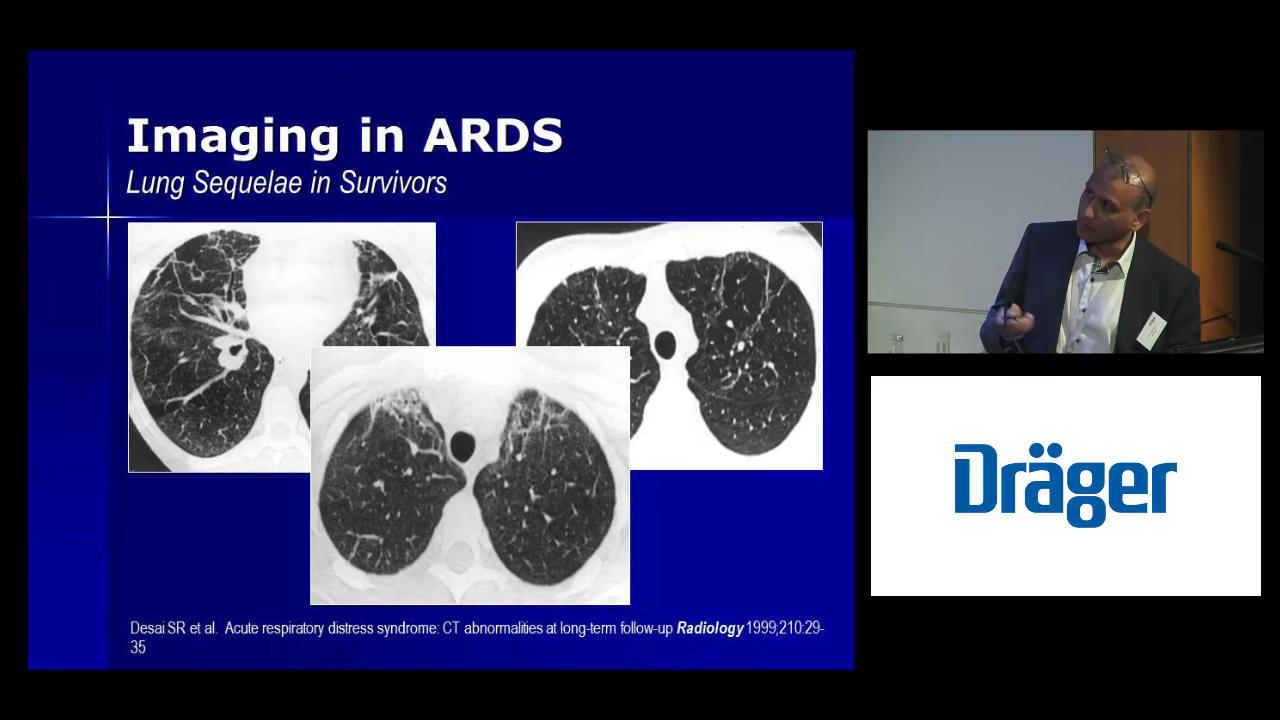 Imaging in ARDS
Lung Sequelae in Survivors
Desai SR et al. Acute respiratory distress syndrome: CT abnormalities at long-term follow-up Radiology 1999;210:29-
35
Dräger